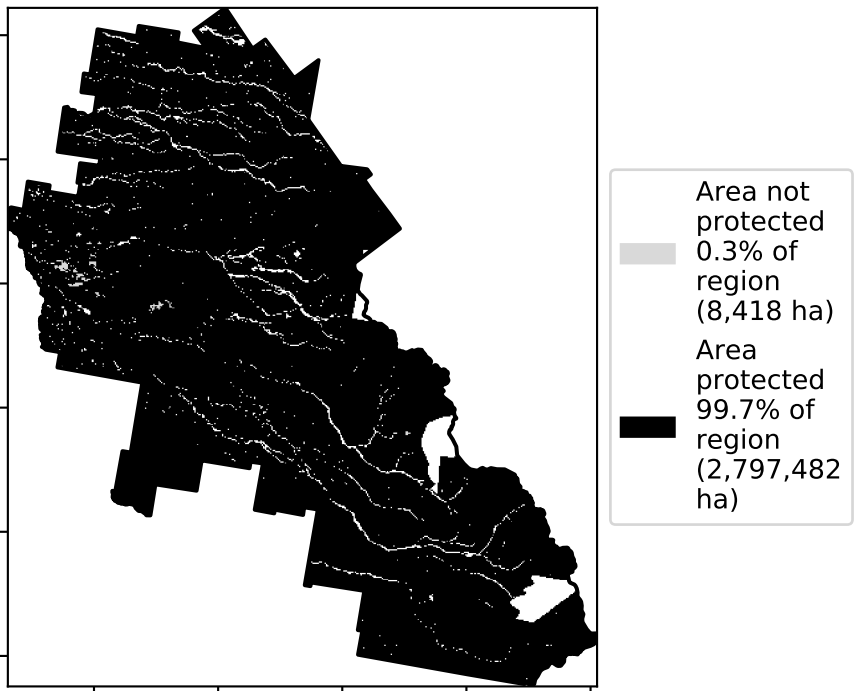 Area not
protected
0.3% of
region
(8,418 ha)
Area
protected
99.7% of
region
(2,797,482
ha)